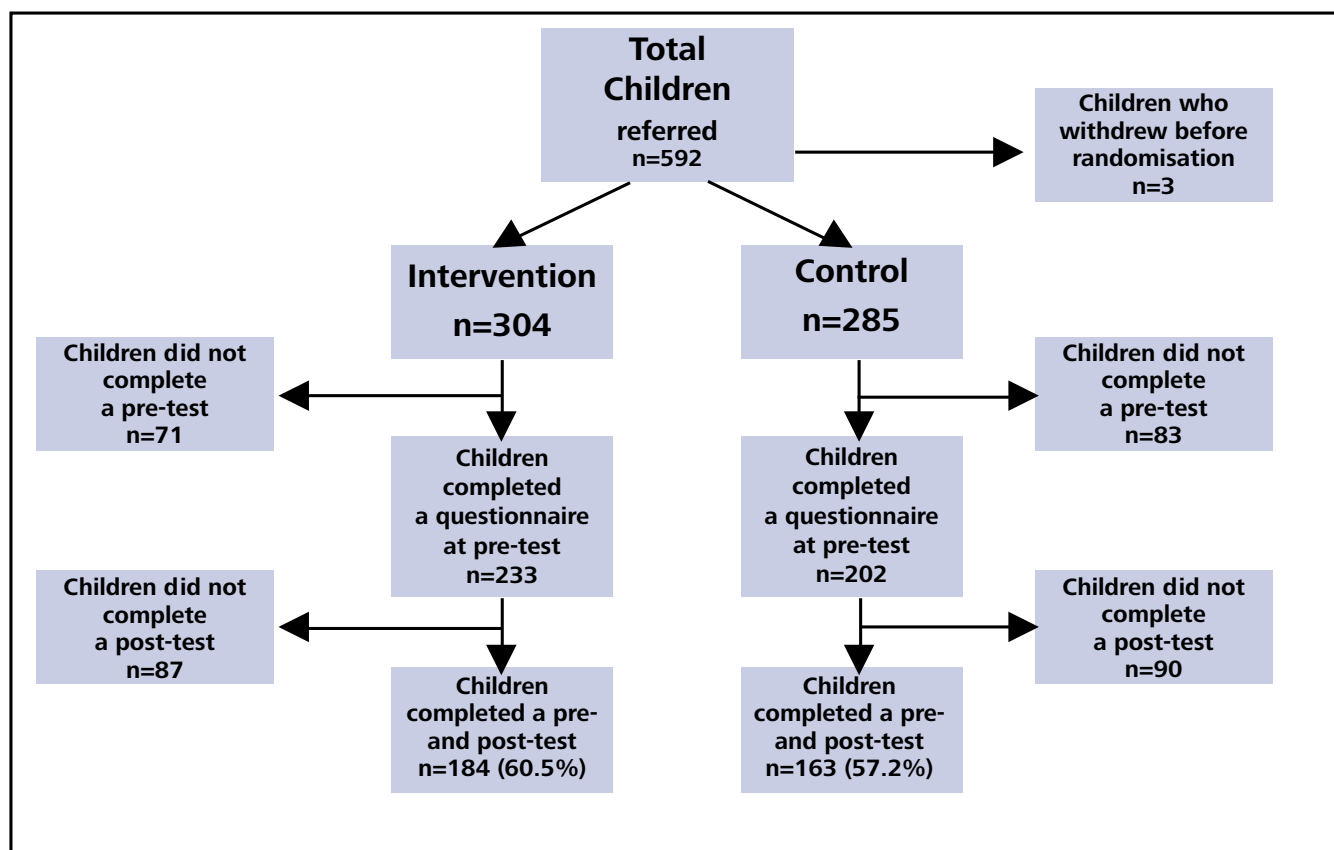 Total
Children
referred
n=592
Children who
withdrew before
randomisation
n=3
Intervention
n=304
Control
n=285
Children did not
complete
a pre-test
n=71
Children did not
complete
a pre-test
n=83
Children
completed
a questionnaire
at pre-test
n=233
Children
completed
a questionnaire
at pre-test
n=202
Children did not
complete
a post-test
n=87
Children did not
complete
a post-test
n=90
Children
completed a pre-
and post-test
n=184 (60.5%)
Children
completed a pre-
and post-test
n=163 (57.2%)